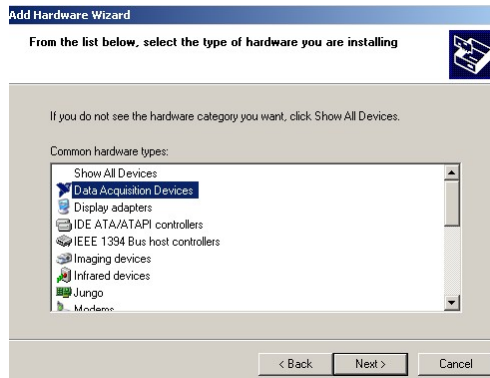 Add Hardware Wizard
From the list below, select the type of hardware you are installing
If you do not see the hardware category you want, click Show All Devices.
Common hardware types:
Show All Devices
Data Acquisition Devices
Display adapters
IDE ATA/ATAPI controllers
IEEE 1394 Bus host controllers
Imaging devices
Infrared devices
Jungo
Modems
< Back Next > Cancel